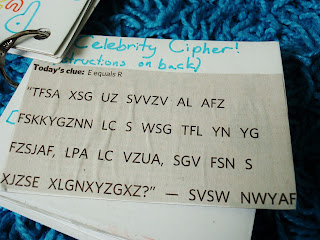 Celebrity Cipher!
structions on back)
Today's clue: E equals R
"TFSA XSG UZ SVVZV AL AFZ
FSKKYGZNN LC S WSG TFL YN YG
FZSJAF, LPA LC VZUA, SGV FSN S
XJZSE XLGNXYZGXZ?" — SVSW NWYAF